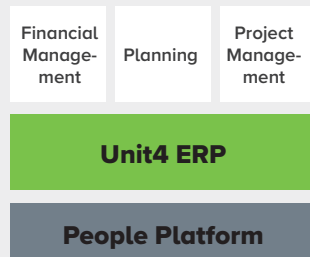 Financial
Manage-
ment
Planning
Project
Manage-
ment
Unit4 ERP
People Platform